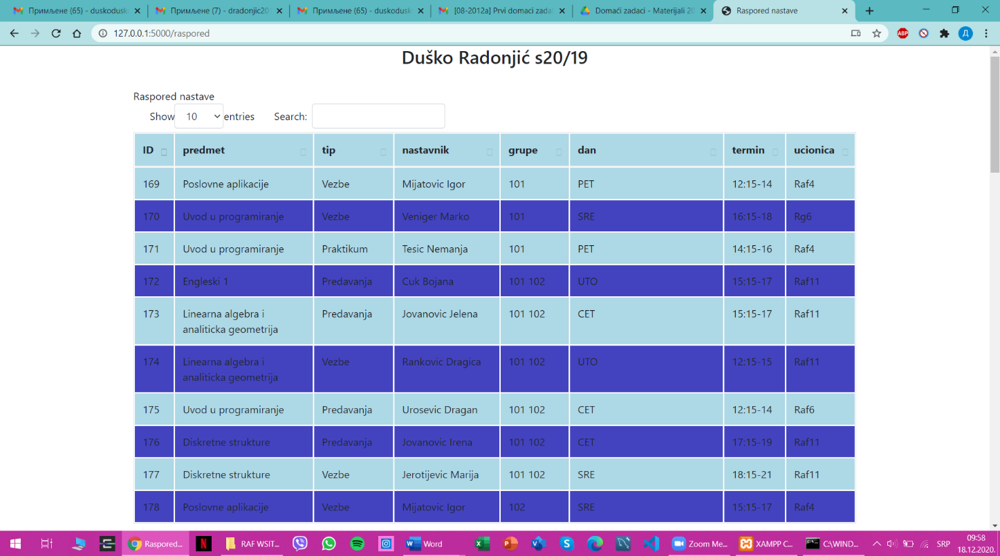 Примљене (65) - duskodusk
Примљене (7) - dradonjic20
Примљене (65) - duskodusk
[08-2012a] Prvi domaci zada
Domaći zadaci - Materijali 20
Raspored nastave
127.0.0.1:5000/raspored
ABP
Д
Duško Radonjić s20/19
Raspored nastave
Show 10 entries Search:
ID predmet tip nastavnik grupe dan termin ucionica
169 Poslovne aplikacije Vezbe Mijatovic Igor 101 PET 12:15-14 Raf4
170 Uvod u programiranje Vezbe Veniger Marko 101 SRE 16:15-18 Rg6
171 Uvod u programiranje Praktikum Tesic Nemanja 101 PET 14:15-16 Raf4
172 Engleski 1 Predavanja Cuk Bojana 101 102 UTO 15:15-17 Raf11
173 Linearna algebra i Predavanja Jovanovic Jelena 101 102 CET 15:15-17 Raf11
analiticka geometrija
174 Linearna algebra i Vezbe Rankovic Dragica 101 102 UTO 12:15-15 Raf11
analiticka geometrija
175 Uvod u programiranje Predavanja Urosevic Dragan 101 102 CET 12:15-14 Raf6
176 Diskretne strukture Predavanja Jovanovic Irena 101 102 CET 17:15-19 Raf11
177 Diskretne strukture Vezbe Jerotijevic Marija 101 102 SRE 18:15-21 Raf11
178 Poslovne aplikacije Vezbe Mijatovic Igor 102 SRE 15:15-17 Raf4
Raspored... RAF WSIT... Word Zoom Me... XAMPP C... C:\WIND... SRP 09:58
18.12.2020.